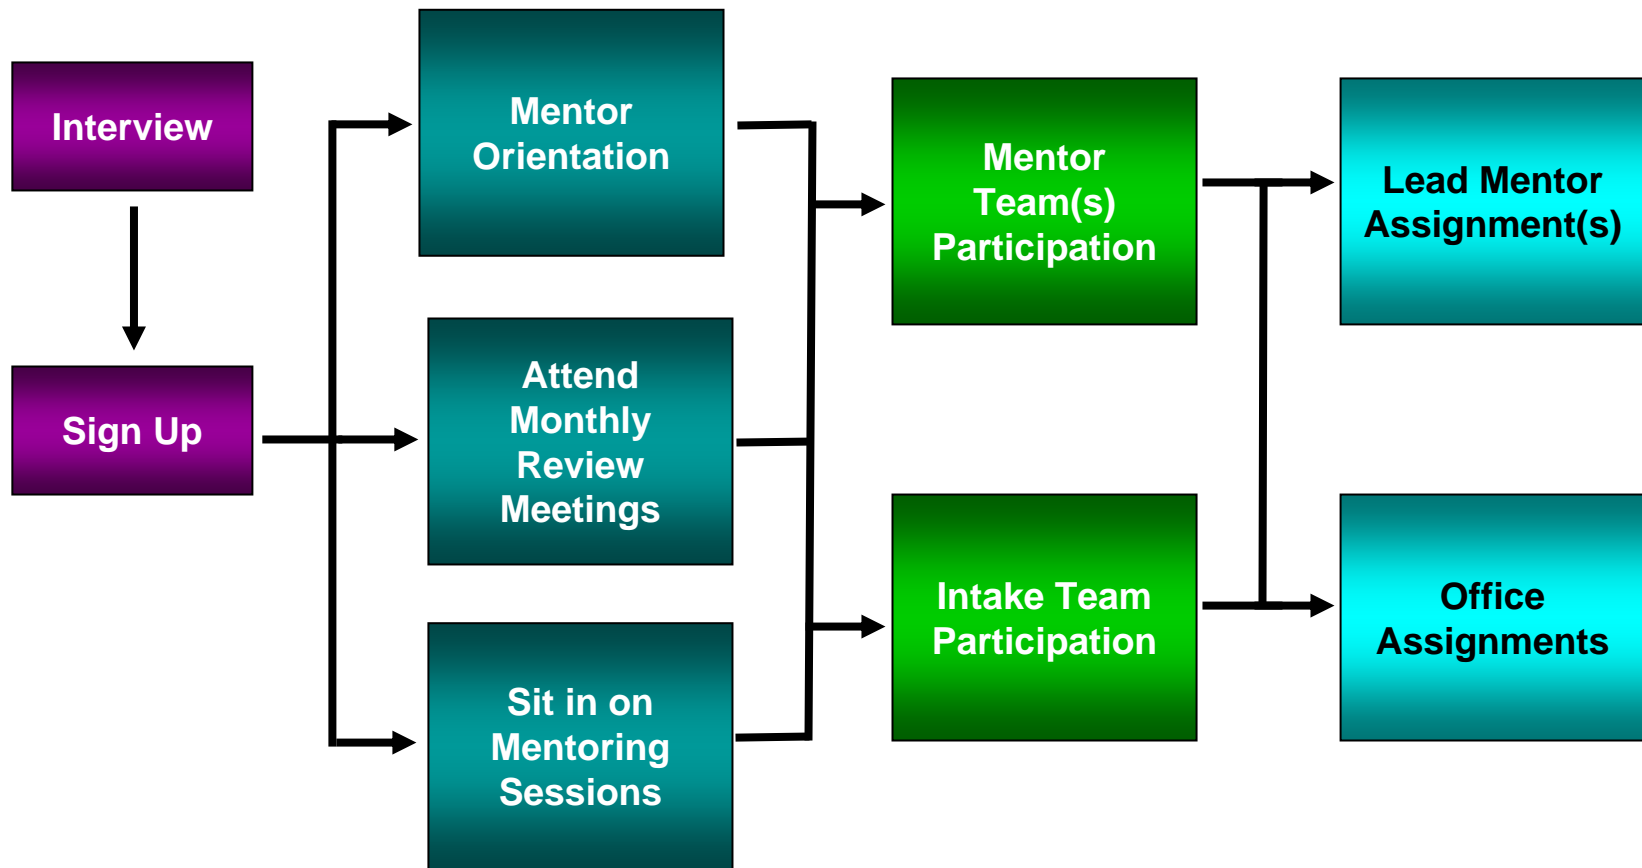 Interview
Sign Up
Mentor
Orientation
Attend
Monthly
Review
Meetings
Sit in on
Mentoring
Sessions
Mentor
Team(s)
Participation
Intake Team
Participation
Lead Mentor
Assignment(s)
Office
Assignments